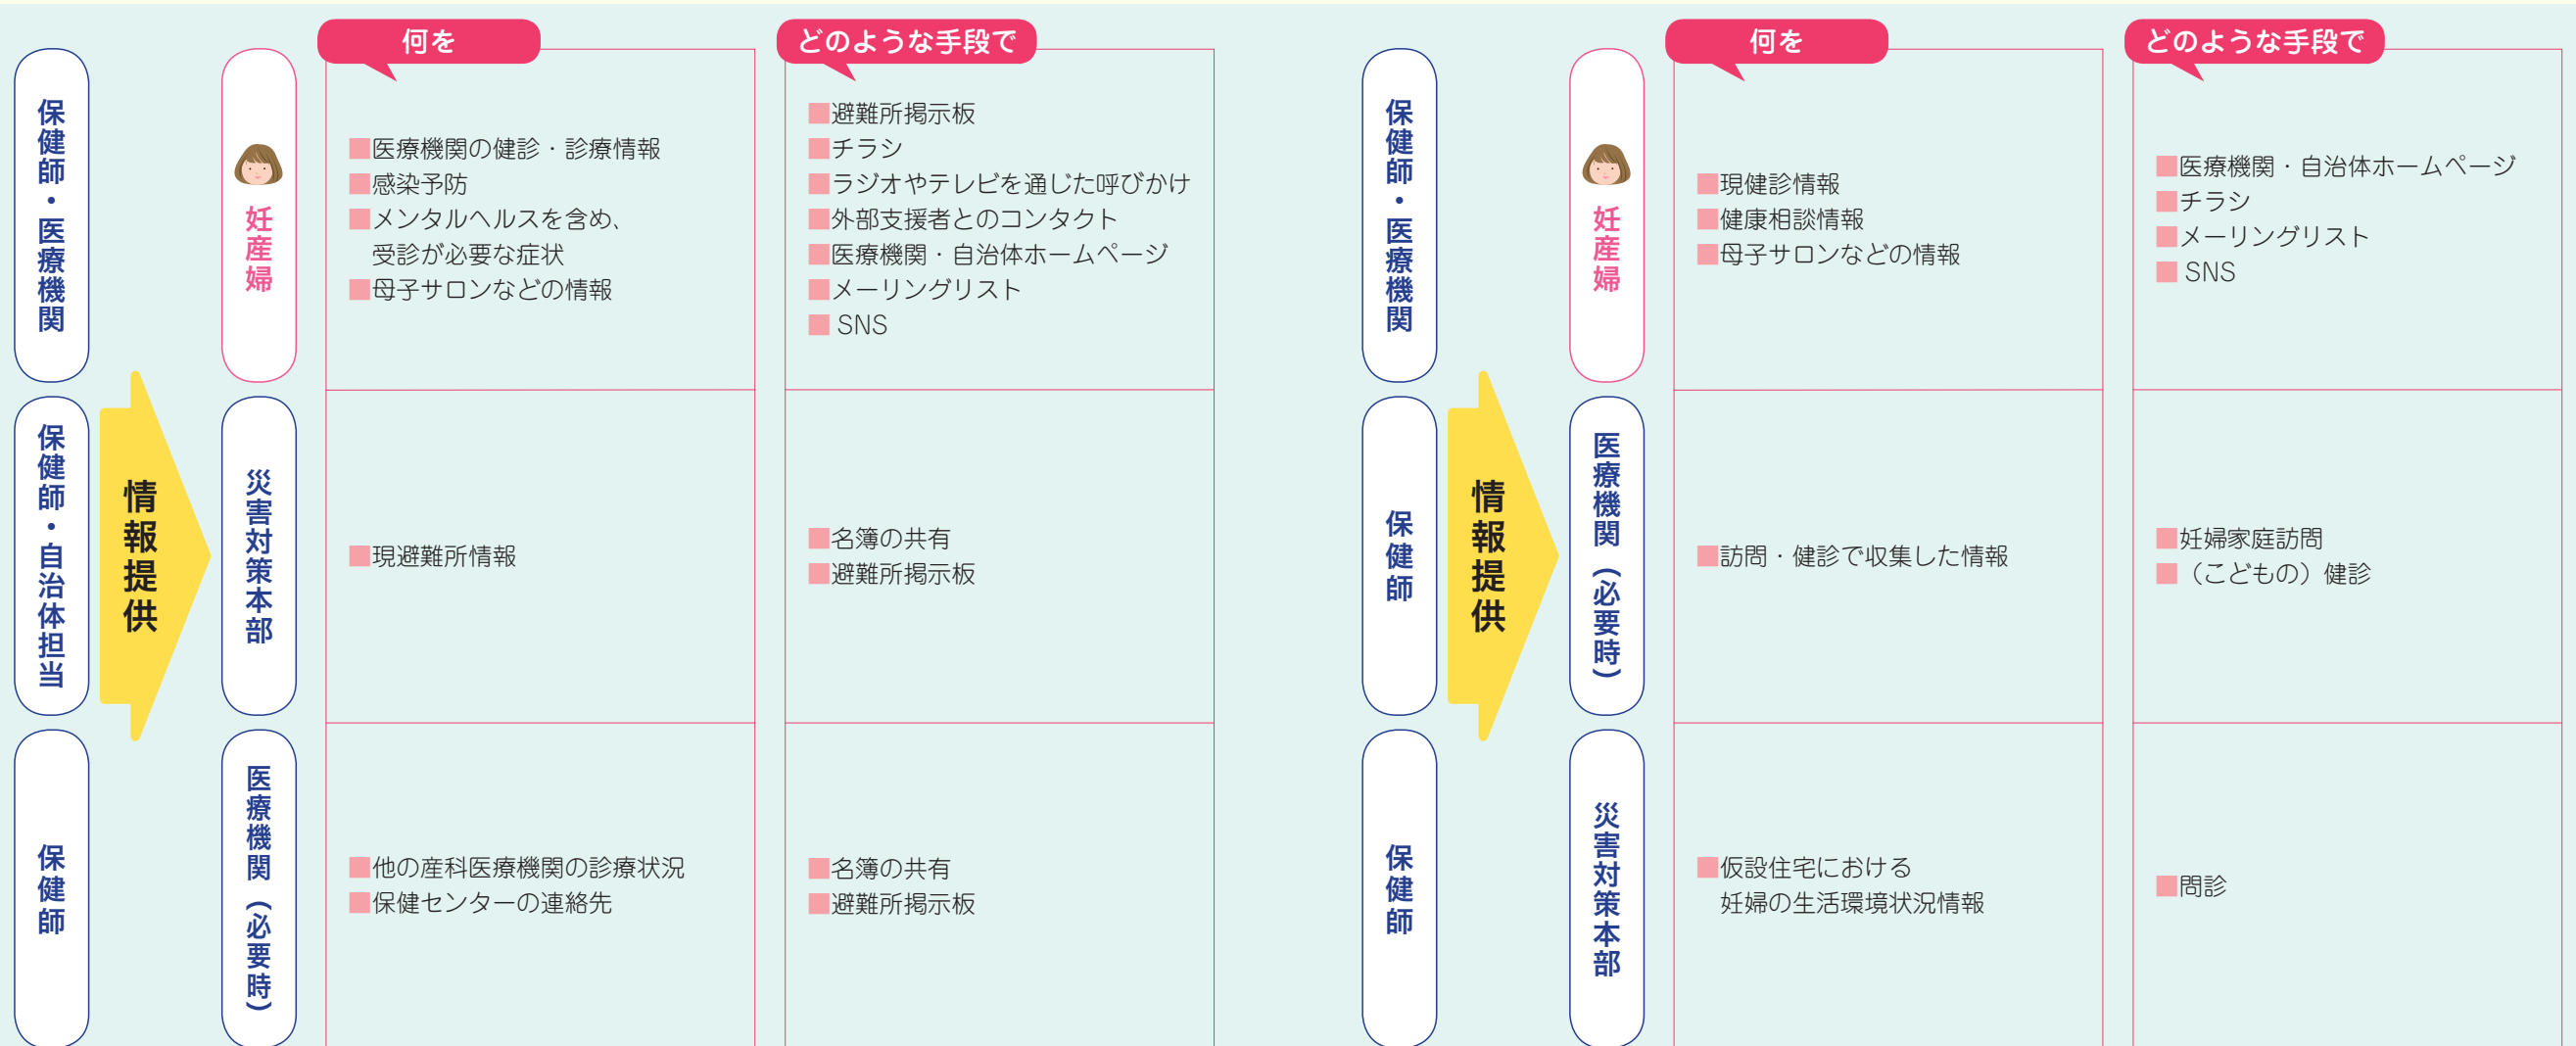 何を
どのような手段で
保健師・医療機関
妊産婦
■医療機関の健診・診療情報
■感染予防
■メンタルヘルスを含め、
受診が必要な症状
■母子サロンなどの情報
■避難所掲示板
■チラシ
■ラジオやテレビを通じた呼びかけ
■外部支援者とのコンタクト
■医療機関・自治体ホームページ
■メーリングリスト
■ SNS
保健師・自治体担当
情報提供
災害対策本部
■現避難所情報
■名簿の共有
■避難所掲示板
保健師
医療機関（必要時）
■他の産科医療機関の診療状況
■保健センターの連絡先
■名簿の共有
■避難所掲示板
何を
どのような手段で
保健師・医療機関
妊産婦
■現健診情報
■健康相談情報
■母子サロンなどの情報
■医療機関・自治体ホームページ
■チラシ
■メーリングリスト
■ SNS
保健師
情報提供
医療機関（必要時）
■訪問・健診で収集した情報
■妊婦家庭訪問
■（こどもの）健診
保健師
災害対策本部
■仮設住宅における
妊婦の生活環境状況情報
■問診